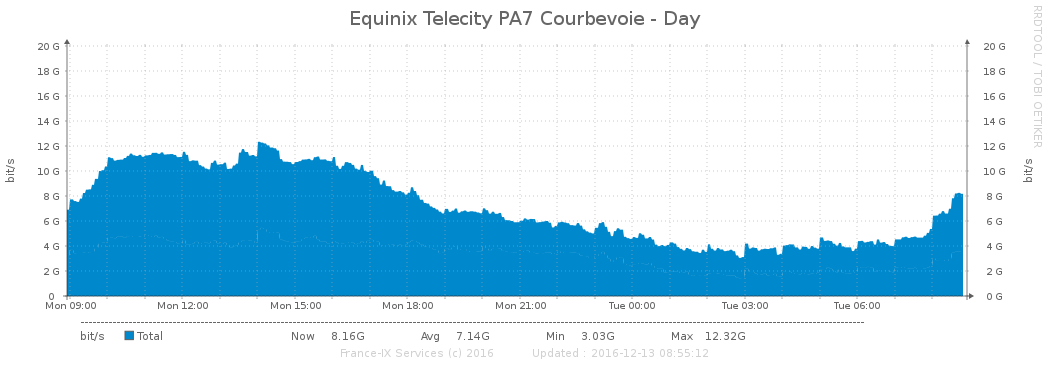 Equinix Telecity PA7 Courbevoie - Day
RRDTOOL / TOBI OETIKER
bit/s
bit/s
20 G 20 G
18 G 18 G
16 G 16 G
14 G 14 G
12 G 12 G
10 G 10 G
8 G 8 G
6 G 6 G
4 G 4 G
2 G 2 G
0 0 G
Mon 09:00 Mon 12:00 Mon 15:00 Mon 18:00 Mon 21:00 Tue 00:00 Tue 03:00 Tue 06:00
bit/s Total Now 8.16G Avg 7.14G Min 3.03G Max 12.32G
France-IX Services (c) 2016 Updated : 2016-12-13 08:55:12